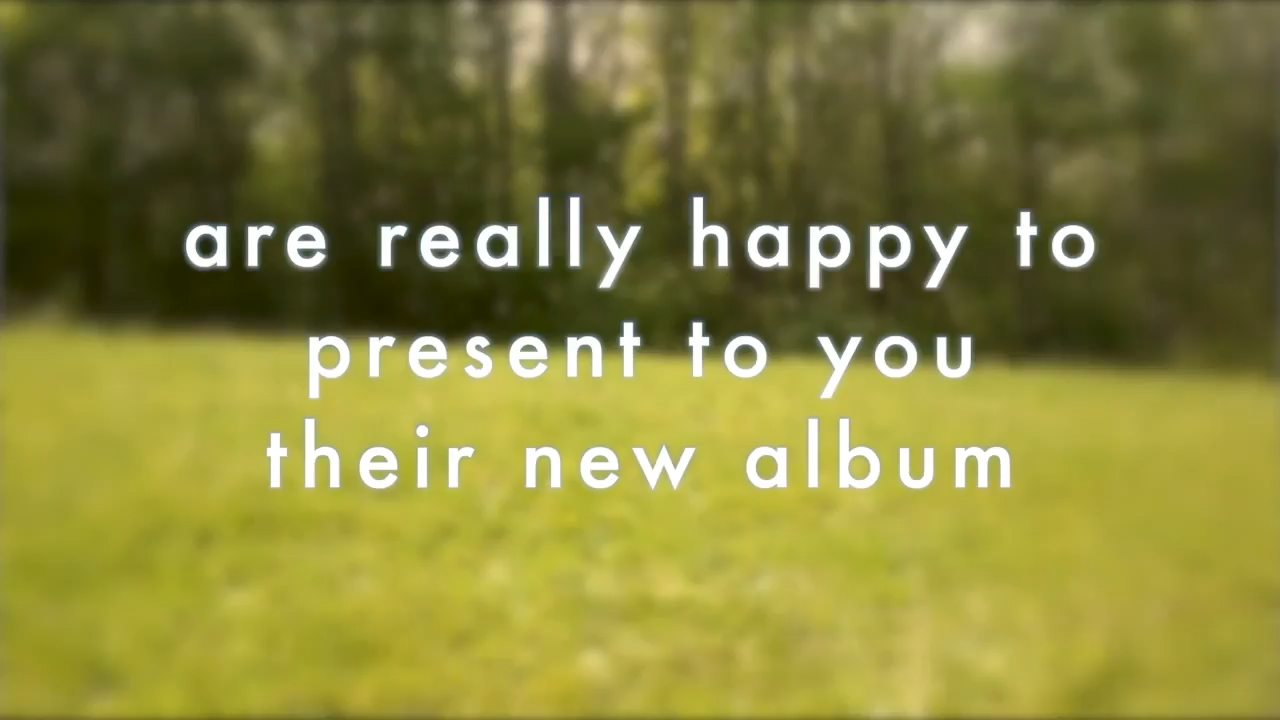 are really happy to
present to you
their new album